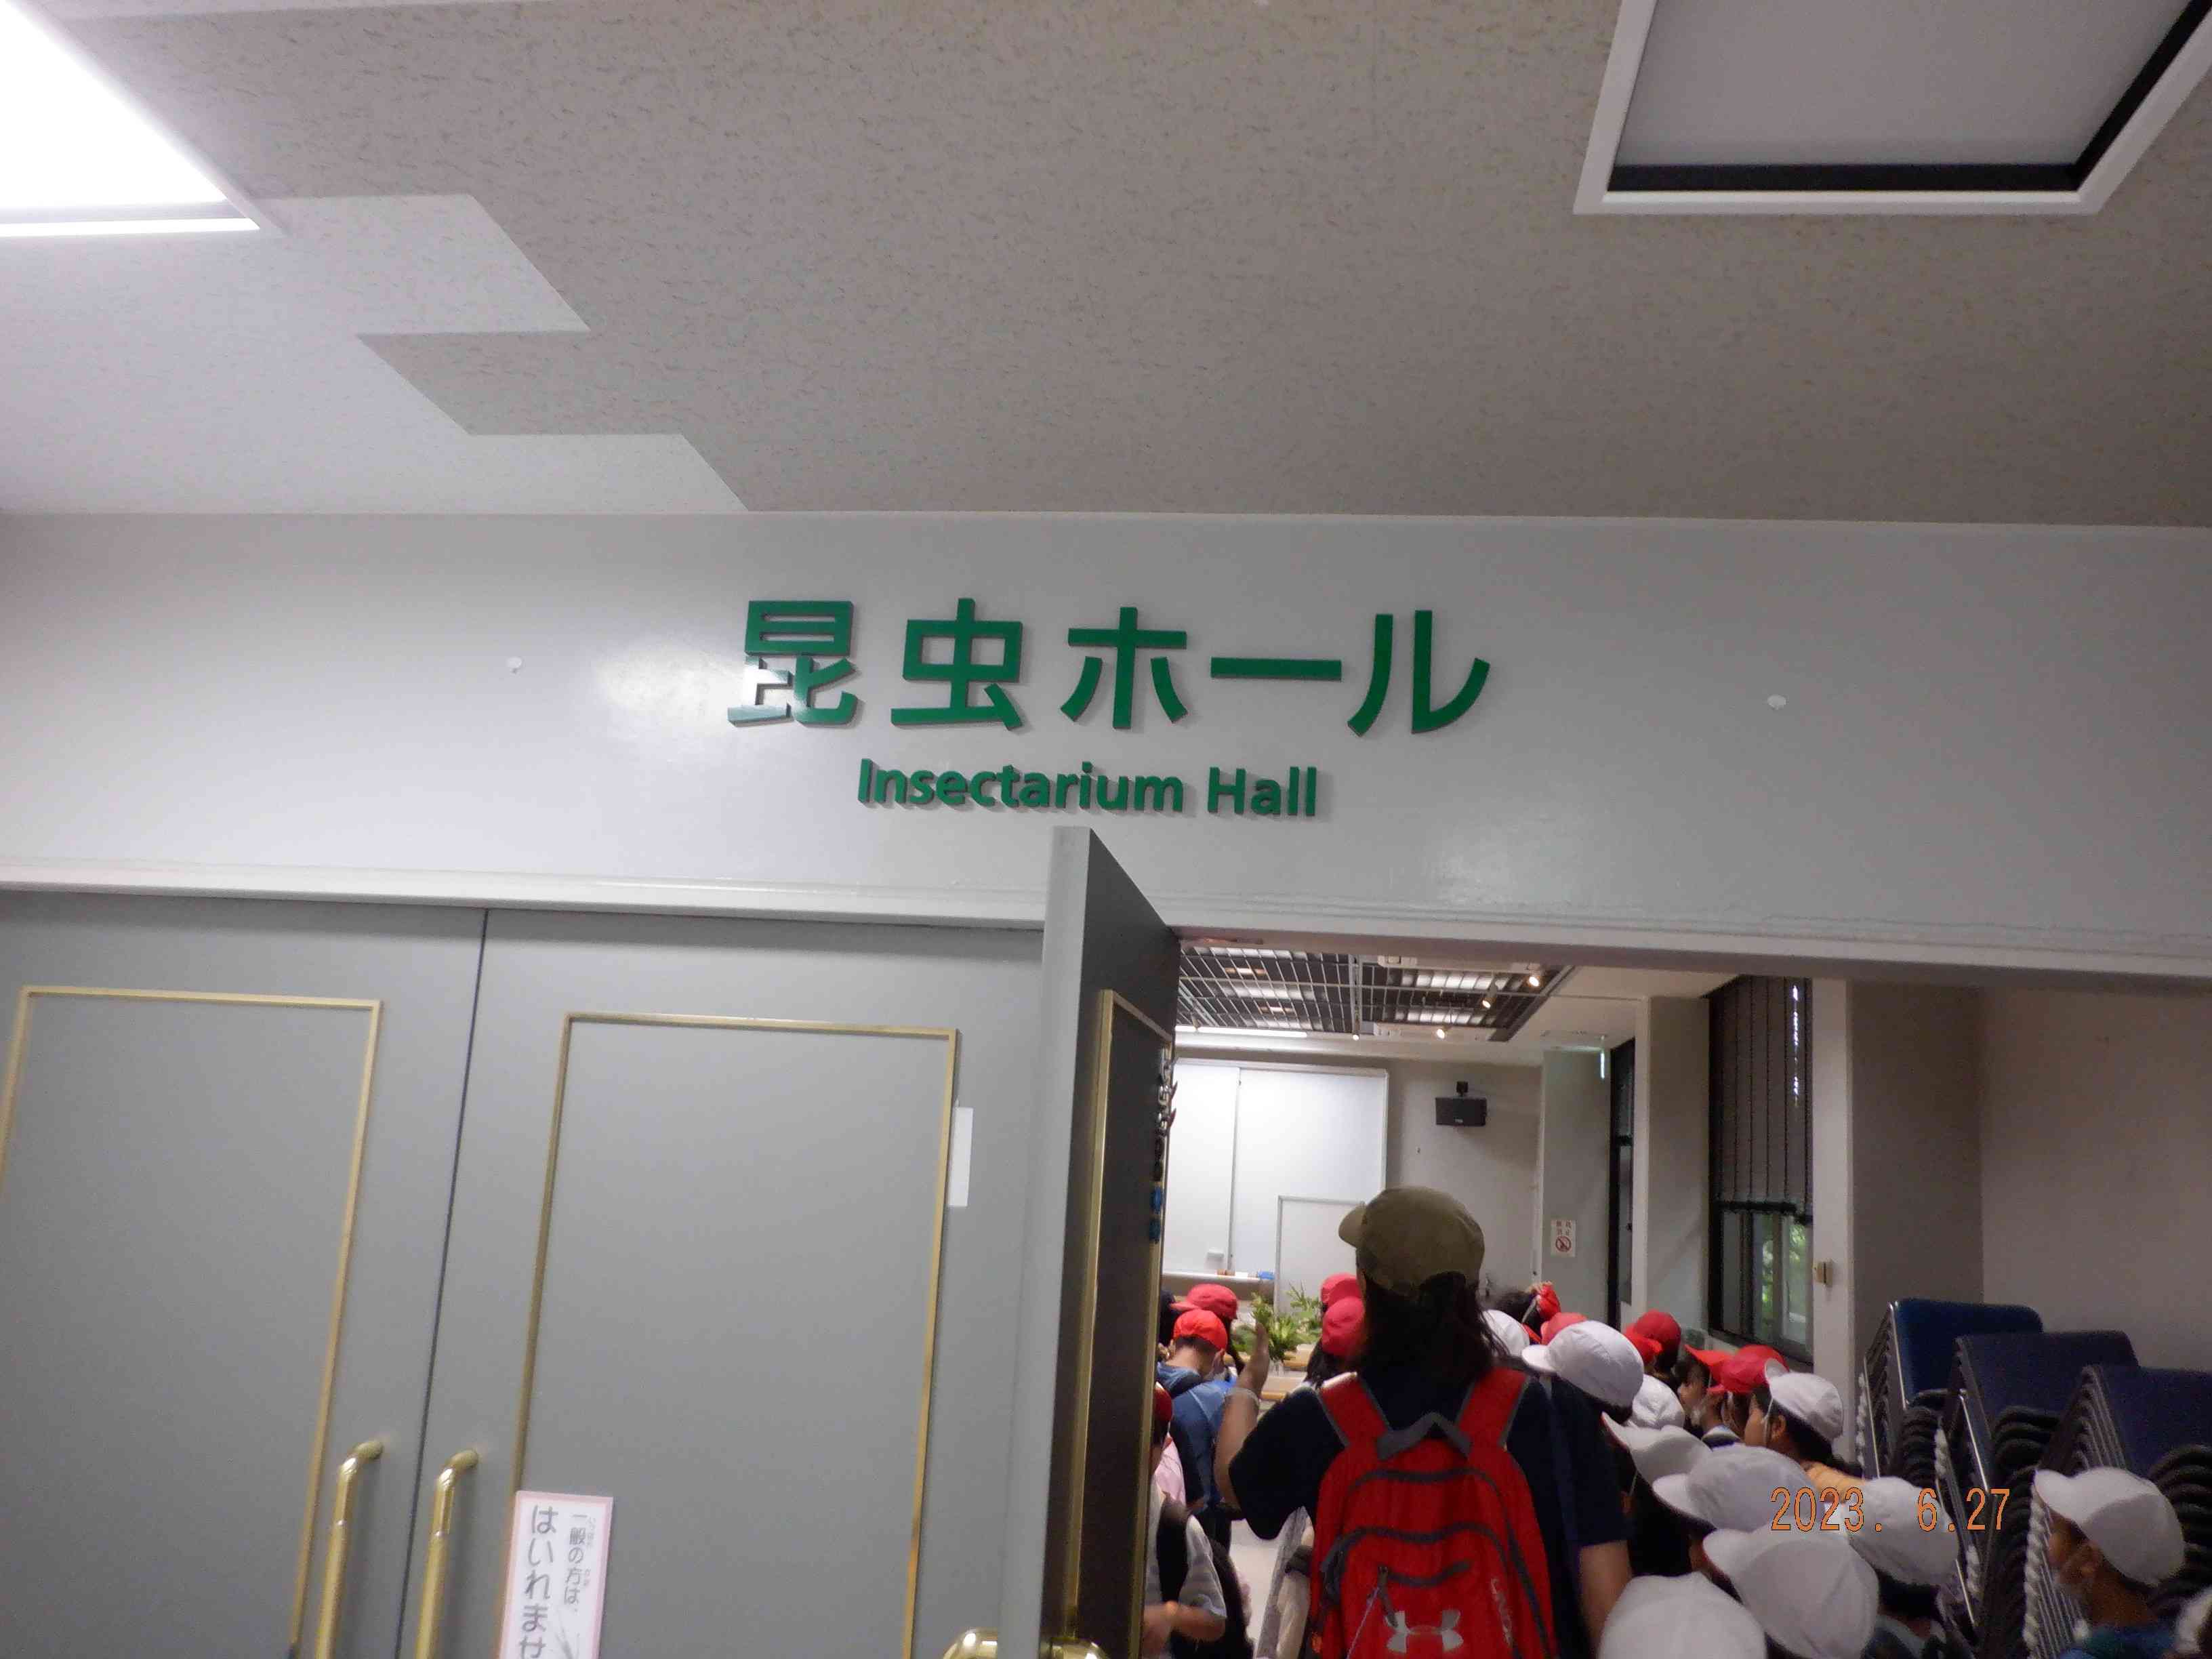 昆虫ホール
Insectarium Hall
一般の方は、
はいれませ
2023. 6.27